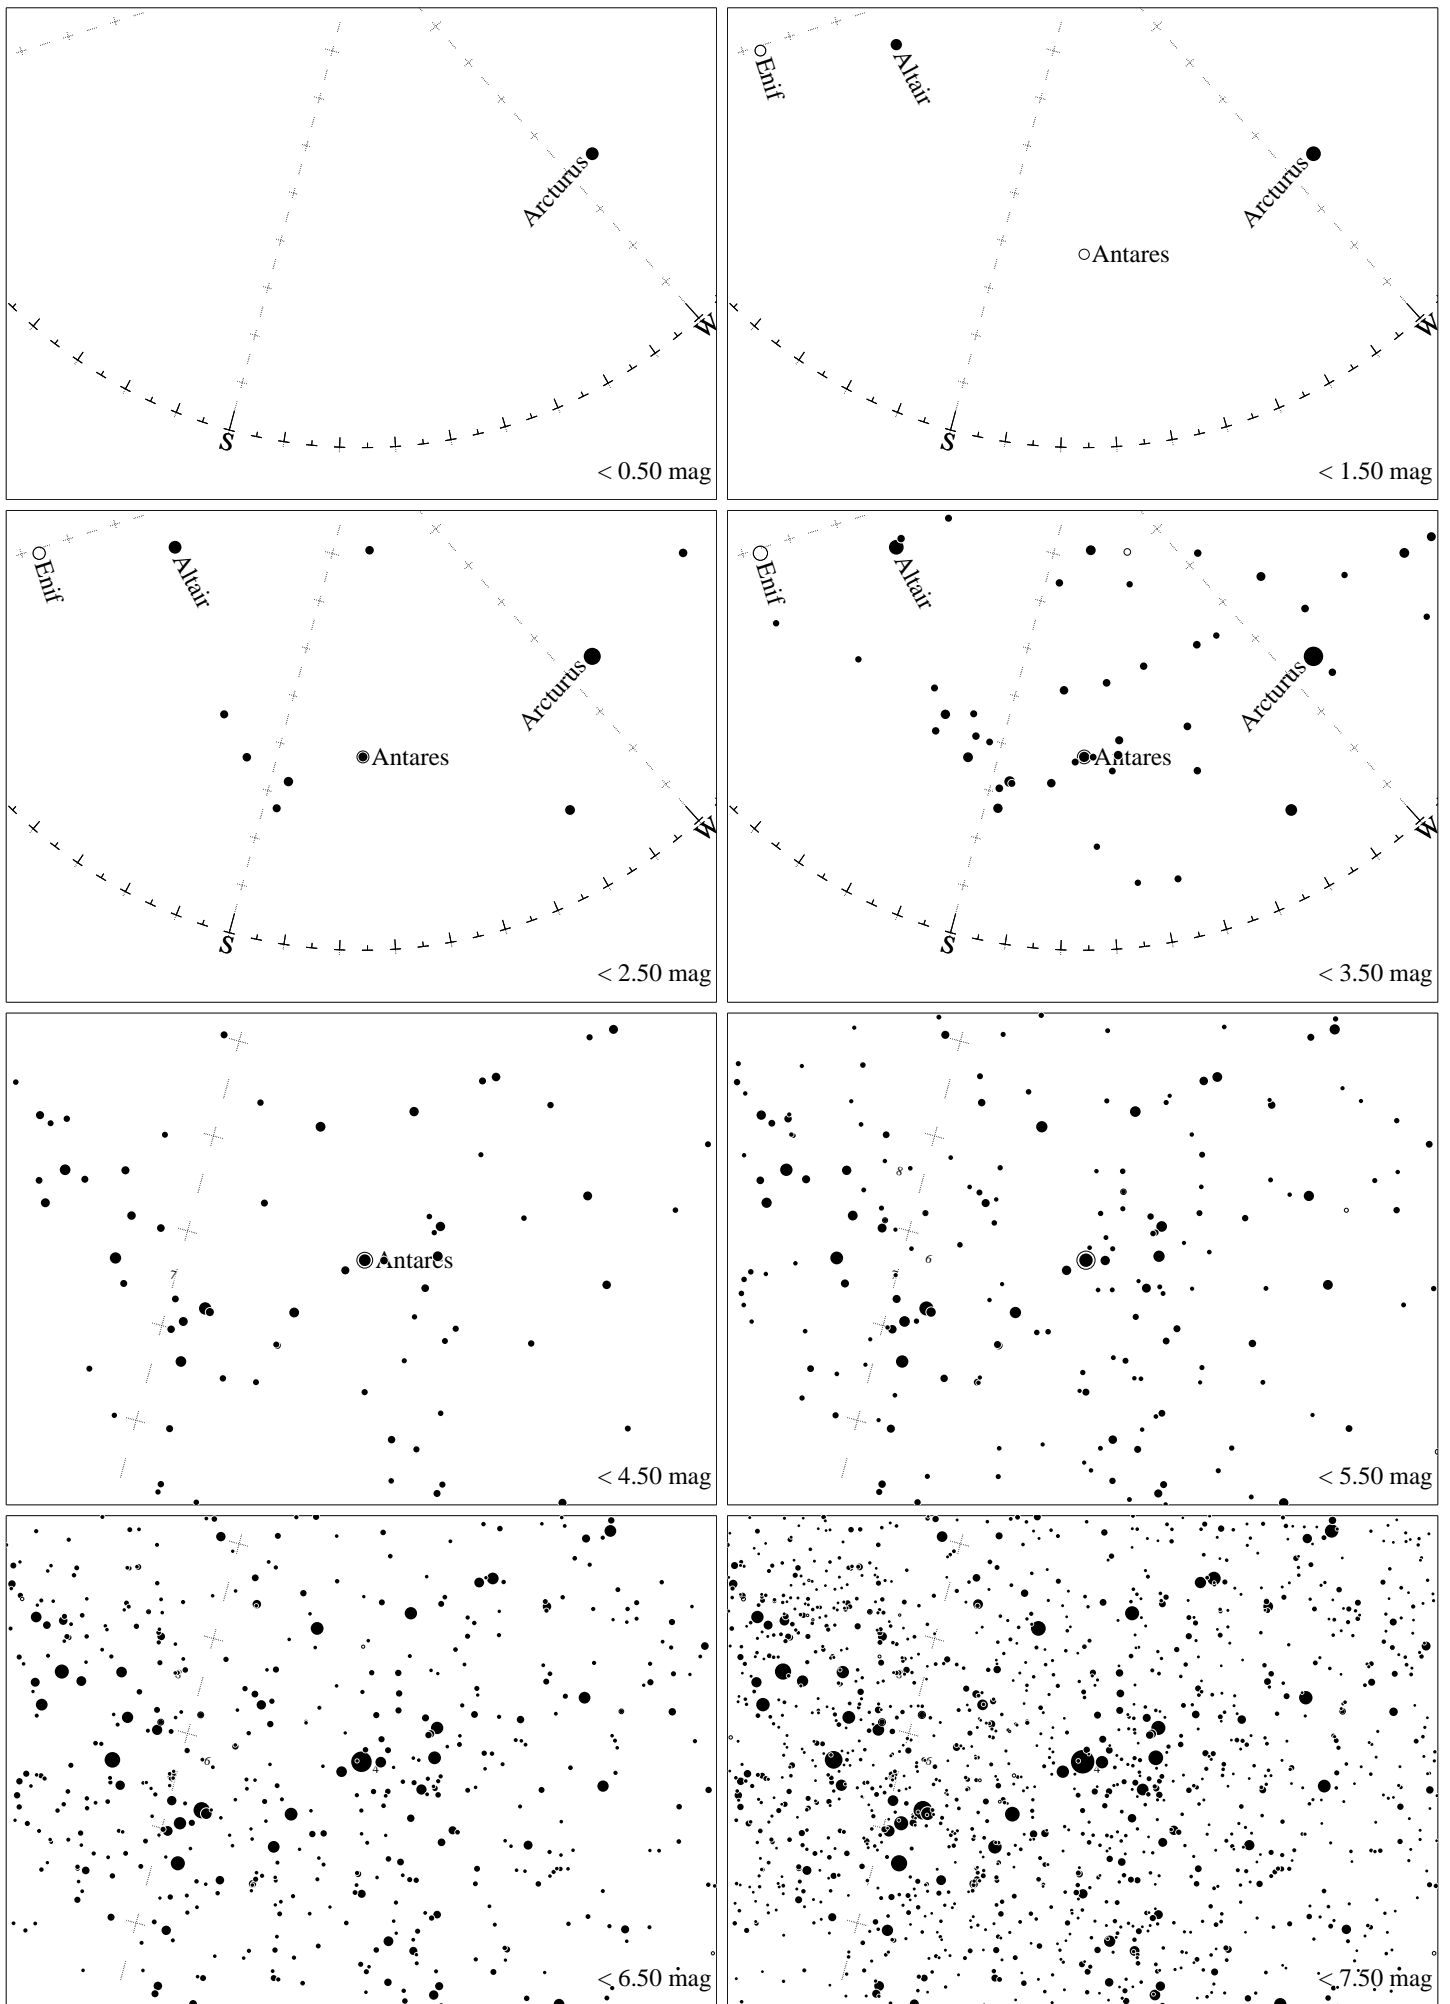 Arcturus
W
S
< 0.50 mag
Enif
Altair
Arcturus
Antares
W
S
< 1.50 mag
Enif
Altair
Arcturus
Antares
W
S
< 2.50 mag
Enif
Altair
Arcturus
Antares
W
S
< 3.50 mag
Antares
7
< 4.50 mag
8
6
7
< 5.50 mag
6
4
< 6.50 mag
4
< 7.50 mag